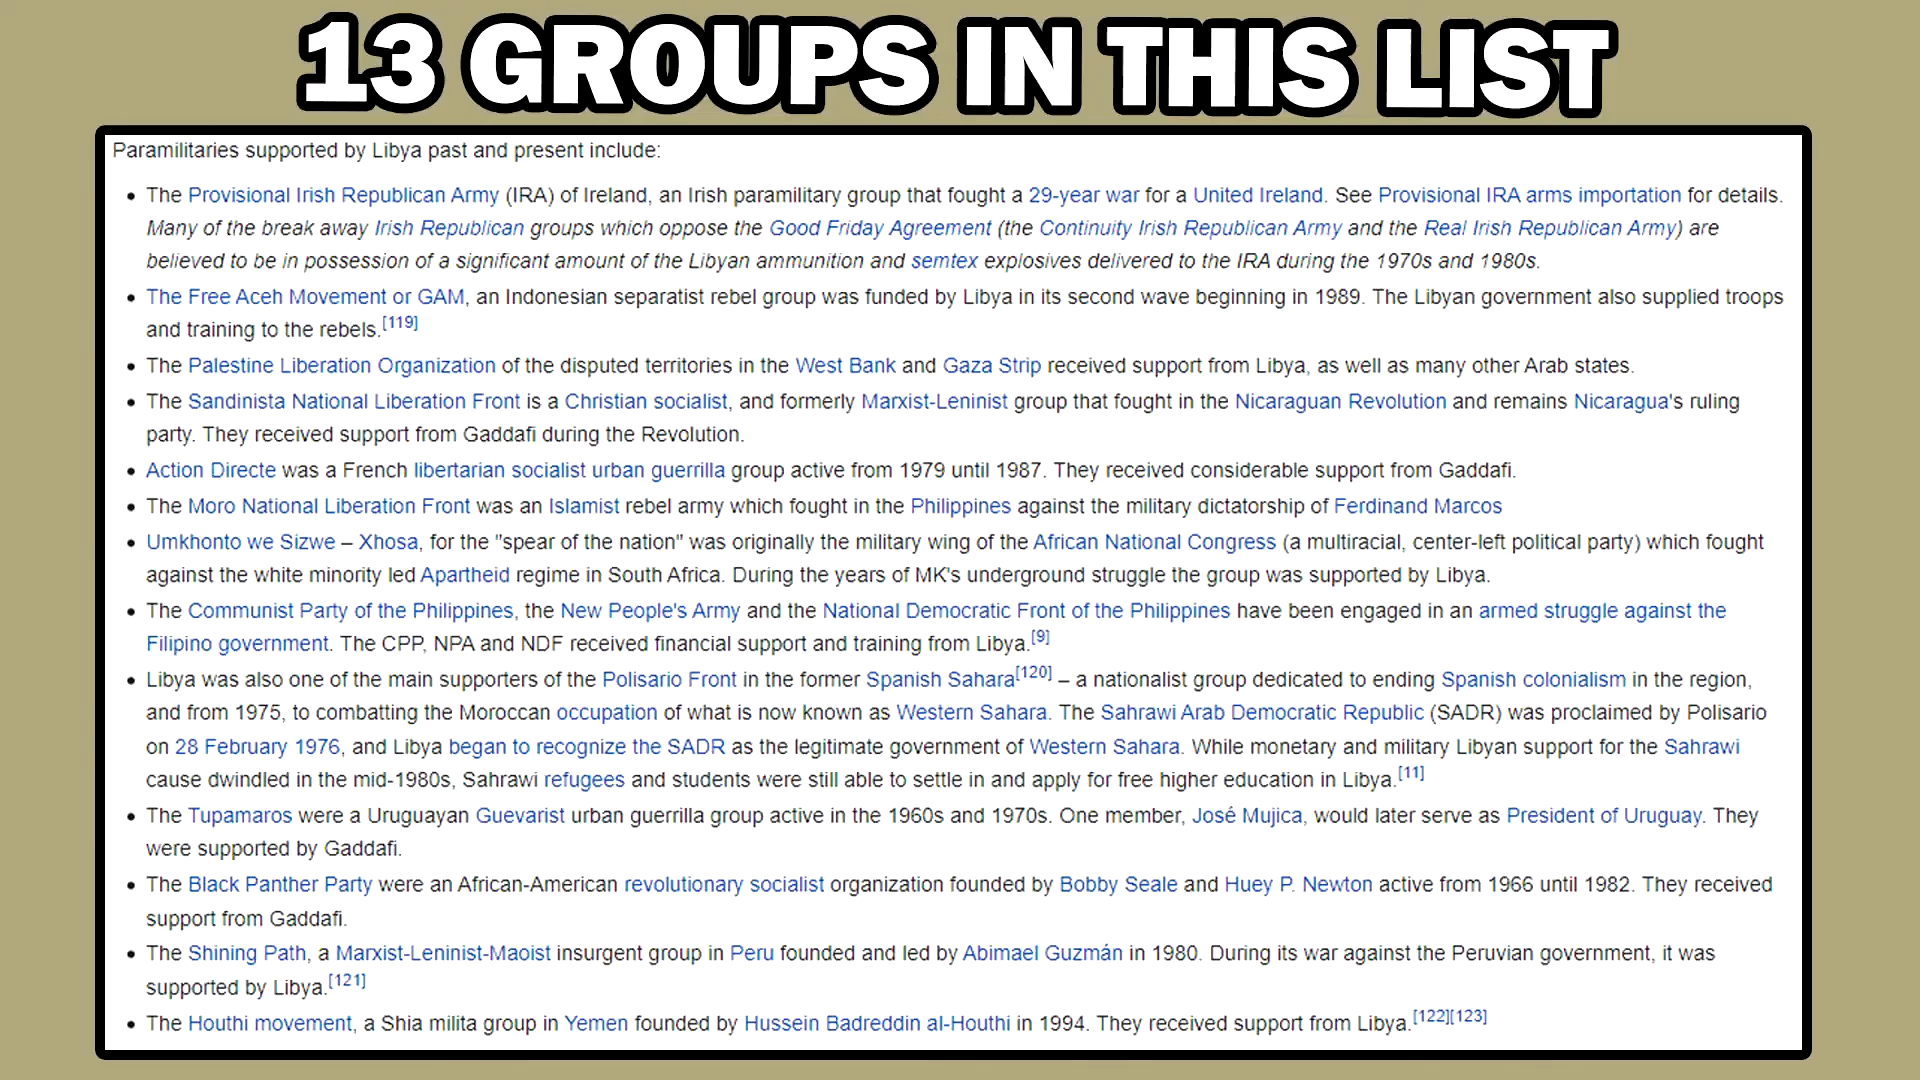 13 GROUPS IN THIS LIST
Paramilitaries supported by Libya past and present include:
• The Provisional Irish Republican Army (IRA) of Ireland, an Irish paramilitary group that fought a 29-year war for a United Ireland. See Provisional IRA arms importation for details.
Many of the break away Irish Republican groups which oppose the Good Friday Agreement (the Continuity Irish Republican Army and the Real Irish Republican Army) are
believed to be in possession of a significant amount of the Libyan ammunition and semtex explosives delivered to the IRA during the 1970s and 1980s.
• The Free Aceh Movement or GAM, an Indonesian separatist rebel group was funded by Libya in its second wave beginning in 1989. The Libyan government also supplied troops
and training to the rebels.[119]
• The Palestine Liberation Organization of the disputed territories in the West Bank and Gaza Strip received support from Libya, as well as many other Arab states.
• The Sandinista National Liberation Front is a Christian socialist, and formerly Marxist-Leninist group that fought in the Nicaraguan Revolution and remains Nicaragua's ruling
party. They received support from Gaddafi during the Revolution.
• Action Directe was a French libertarian socialist urban guerrilla group active from 1979 until 1987. They received considerable support from Gaddafi.
• The Moro National Liberation Front was an Islamist rebel army which fought in the Philippines against the military dictatorship of Ferdinand Marcos
• Umkhonto we Sizwe – Xhosa, for the "spear of the nation" was originally the military wing of the African National Congress (a multiracial, center-left political party) which fought
against the white minority led Apartheid regime in South Africa. During the years of MK's underground struggle the group was supported by Libya.
• The Communist Party of the Philippines, the New People's Army and the National Democratic Front of the Philippines have been engaged in an armed struggle against the
Filipino government. The CPP, NPA and NDF received financial support and training from Libya.[9]
• Libya was also one of the main supporters of the Polisario Front in the former Spanish Sahara[120] – a nationalist group dedicated to ending Spanish colonialism in the region,
and from 1975, to combatting the Moroccan occupation of what is now known as Western Sahara. The Sahrawi Arab Democratic Republic (SADR) was proclaimed by Polisario
on 28 February 1976, and Libya began to recognize the SADR as the legitimate government of Western Sahara. While monetary and military Libyan support for the Sahrawi
cause dwindled in the mid-1980s, Sahrawi refugees and students were still able to settle in and apply for free higher education in Libya.[11]
• The Tupamaros were a Uruguayan Guevarist urban guerrilla group active in the 1960s and 1970s. One member, José Mujica, would later serve as President of Uruguay. They
were supported by Gaddafi.
• The Black Panther Party were an African-American revolutionary socialist organization founded by Bobby Seale and Huey P. Newton active from 1966 until 1982. They received
support from Gaddafi.
• The Shining Path, a Marxist-Leninist-Maoist insurgent group in Peru founded and led by Abimael Guzmán in 1980. During its war against the Peruvian government, it was
supported by Libya.[121]
• The Houthi movement, a Shia milita group in Yemen founded by Hussein Badreddin al-Houthi in 1994. They received support from Libya.[122][123]